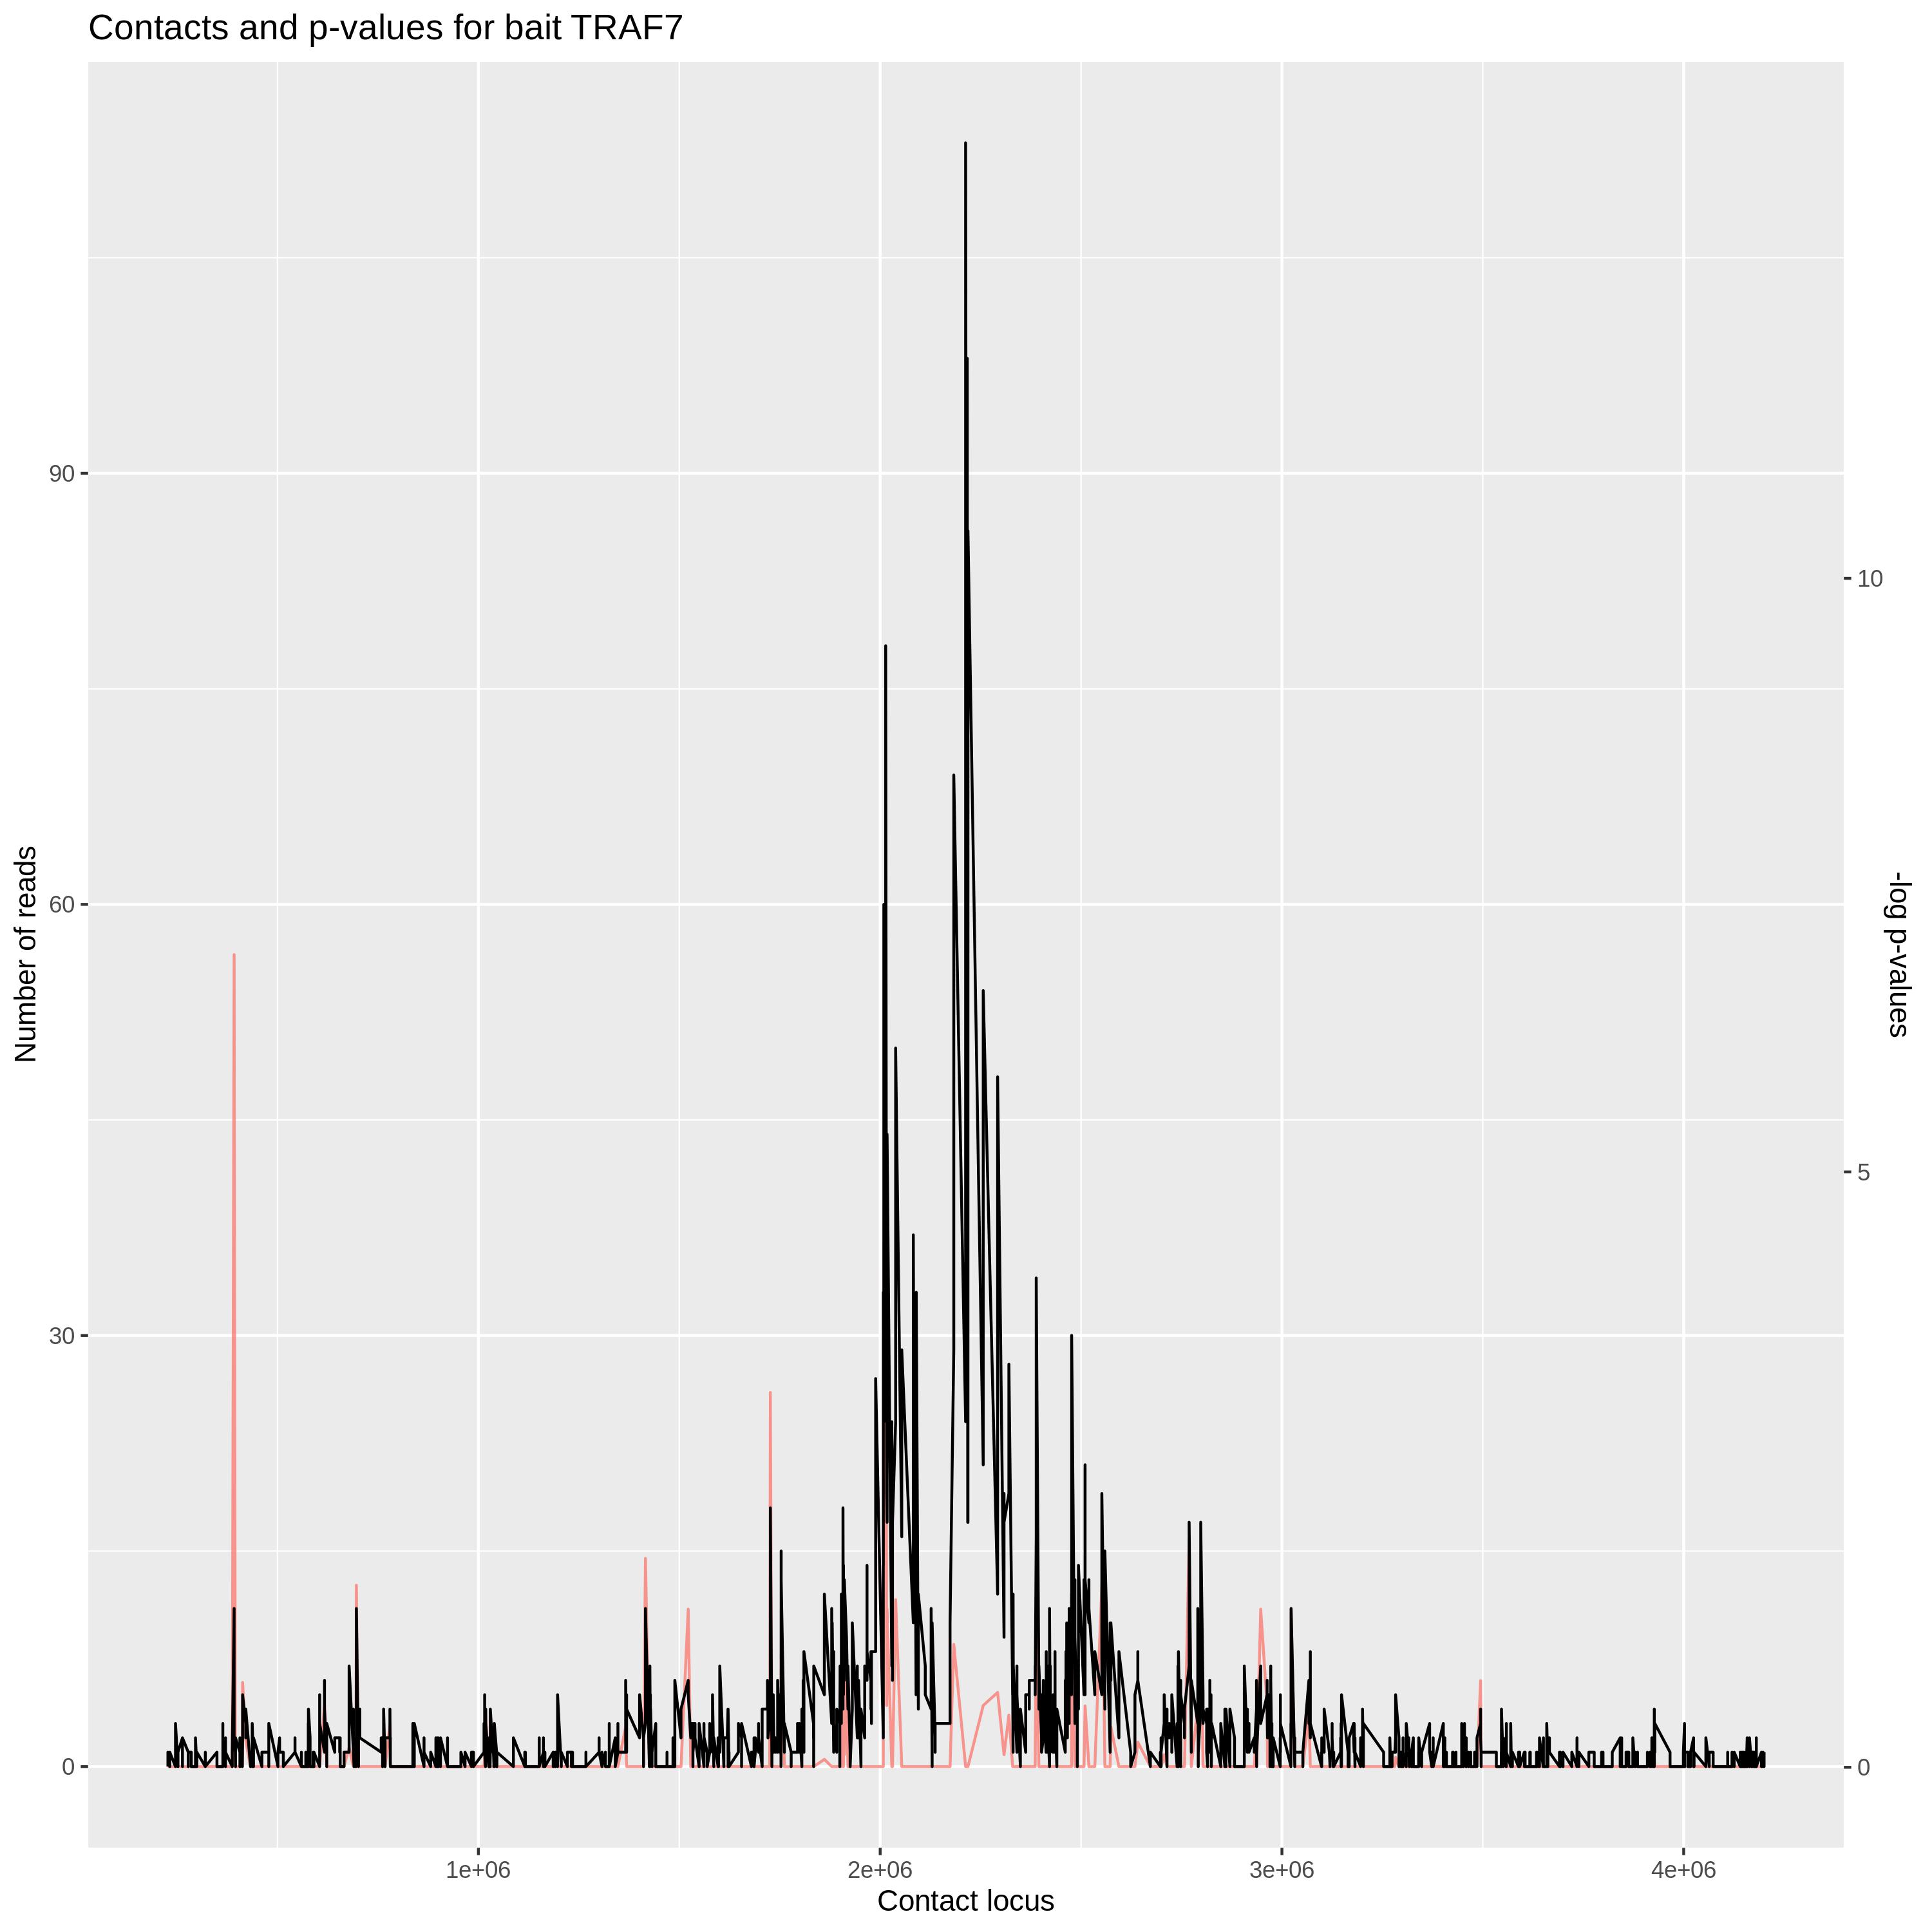 Contacts and p-values for bait TRAF7
Number of reads
90
60
30
0
10
5
0
-log p-values
1e+06 2e+06 3e+06 4e+06
Contact locus